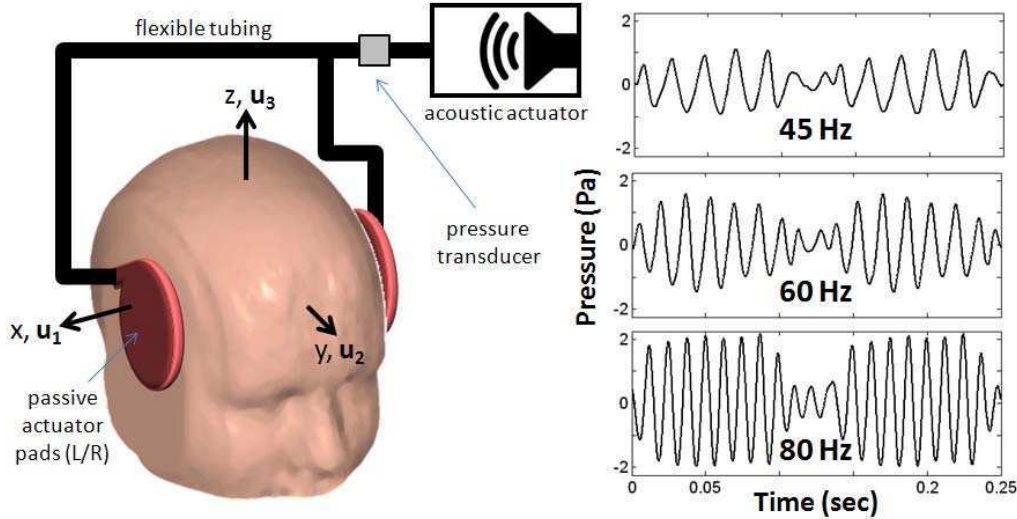 flexible tubing
acoustic actuator
z, u3
pressure
transducer
x, u1
y, u2
passive
actuator
pads (L/R)
Pressure (Pa)
2
0
-2
45 Hz
2
0
-2
60 Hz
2
0
-2
80 Hz
0
0.05
0.2
0.25
Time (sec)